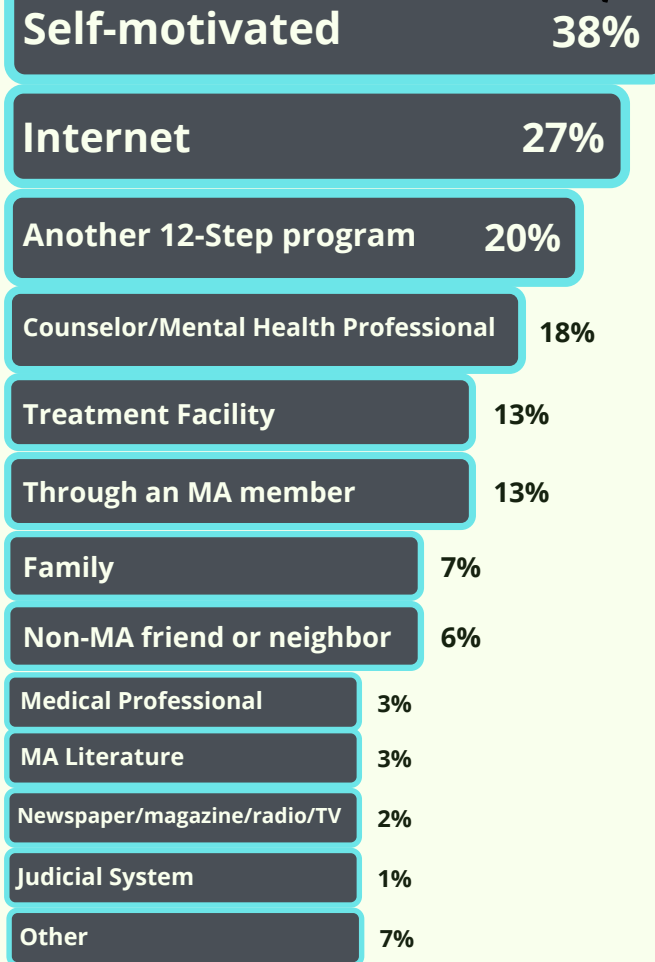 Self-motivated 38%
Internet 27%
Another 12-Step program 20%
Counselor/Mental Health Professional 18%
Treatment Facility 13%
Through an MA member 13%
Family 7%
Non-MA friend or neighbor 6%
Medical Professional 3%
MA Literature 3%
Newspaper/magazine/radio/TV 2%
Judicial System 1%
Other 7%